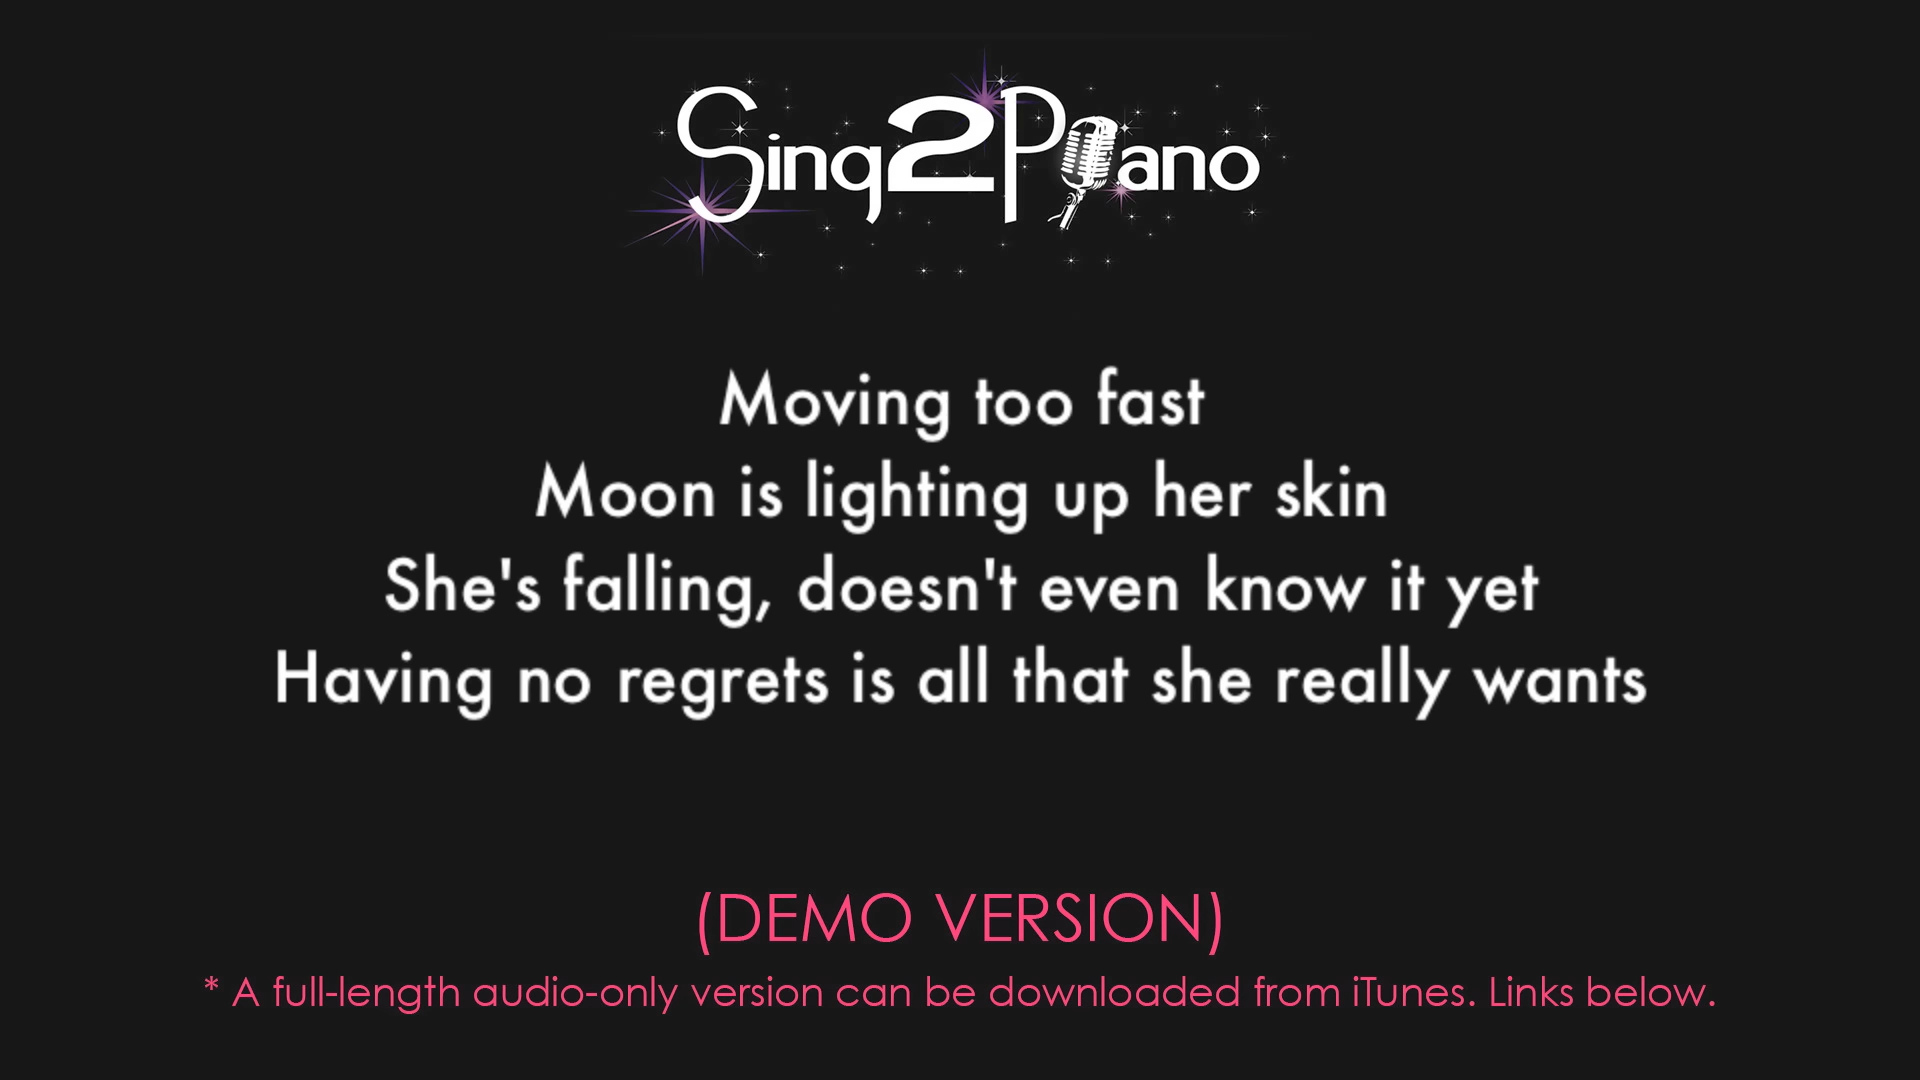 Sing2Piano
Moving too fast
Moon is lighting up her skin
She's falling, doesn't even know it yet
Having no regrets is all that she really wants
(DEMO VERSION)
* A full-length audio-only version can be downloaded from iTunes. Links below.